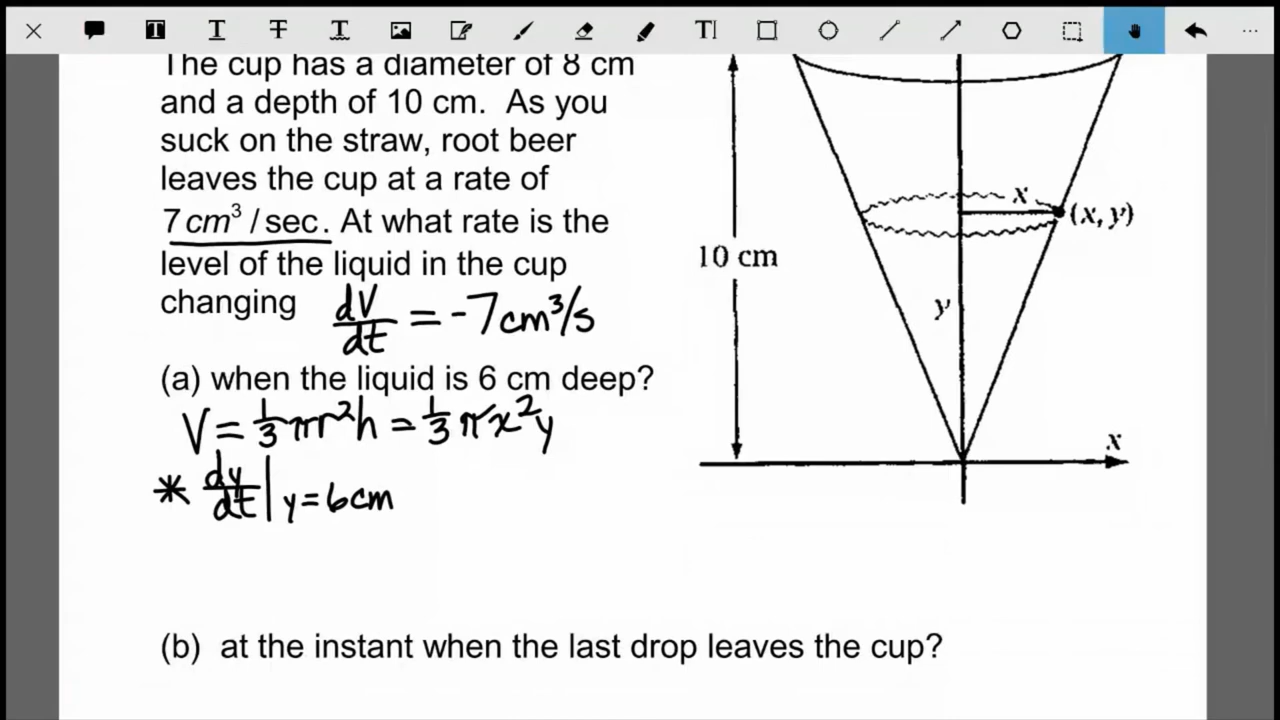 The cup has a diameter of 8 cm
and a depth of 10 cm. As you
suck on the straw, root beer
leaves the cup at a rate of
7 cm³ / sec. At what rate is the
level of the liquid in the cup
changing
dV/dt = -7cm³/s
(a) when the liquid is 6 cm deep?
V = 1/3 πr²h = 1/3 πx²y
* dy/dt | y=6cm
(b) at the instant when the last drop leaves the cup?
x
(x, y)
10 cm
y
x